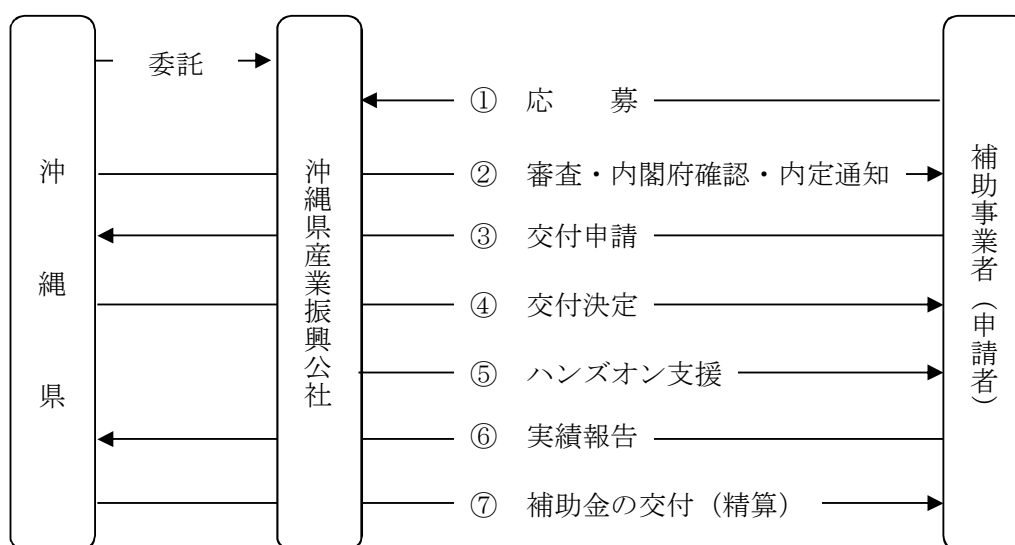 沖縄県
委託
沖縄県産業振興公社
① 応　募
② 審査・内閣府確認・内定通知
③ 交付申請
④ 交付決定
⑤ ハンズオン支援
⑥ 実績報告
⑦ 補助金の交付（精算）
補助事業者（申請者）